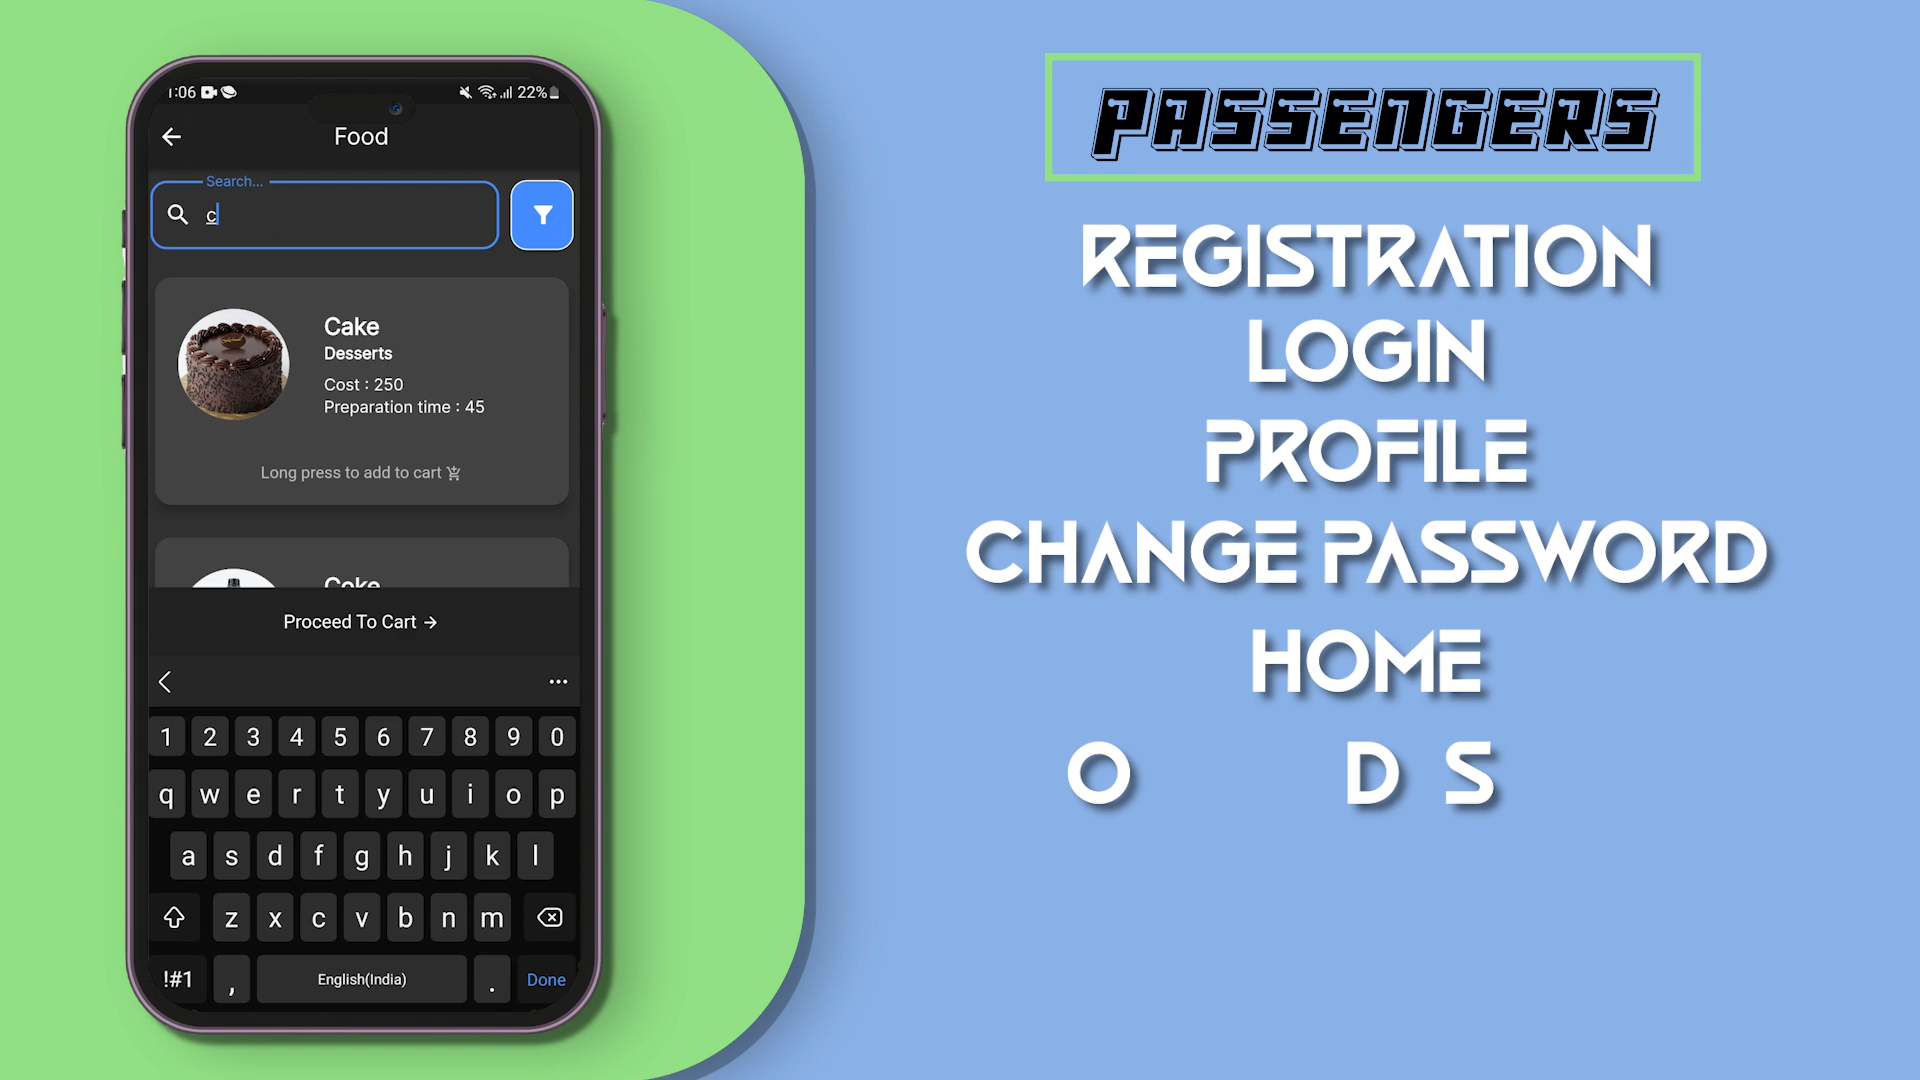 1:06
22%
Food
Search...
c
Cake
Desserts
Cost : 250
Preparation time : 45
Long press to add to cart
Proceed To Cart →
1 2 3 4 5 6 7 8 9 0
q w e r t y u i o p
a s d f g h j k l
z x c v b n m
!#1 , English(India) . Done
PASSENGERS
REGISTRATION
LOGIN
PROFILE
CHANGE PASSWORD
HOME
O D S